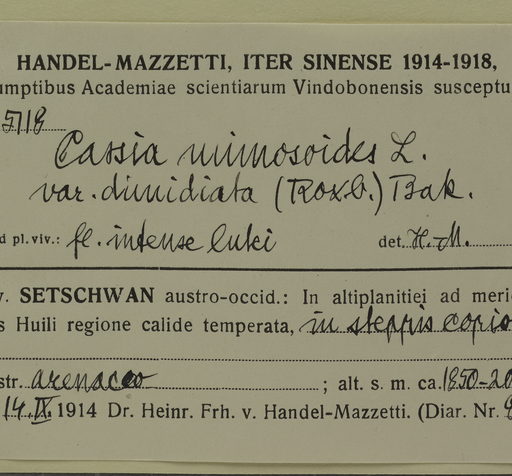 HANDEL-MAZZETTI, ITER SINENSE 1914-1918,
umptibus Academiae scientiarum Vindobonensis susceptu
5718
Cassia mimosoides L.
var. dimidiata (Roxb.) Bak.
d pl. viv.: fl. intense lutei det. H.-M.
v. SETSCHWAN austro-occid.: In altiplanitiei ad meri
s Huili regione calide temperata, in steppis copio
str. arenaceo ; alt. s. m. ca. 1850-20
14.IX. 1914 Dr. Heinr. Frh. v. Handel-Mazzetti. (Diar. Nr.